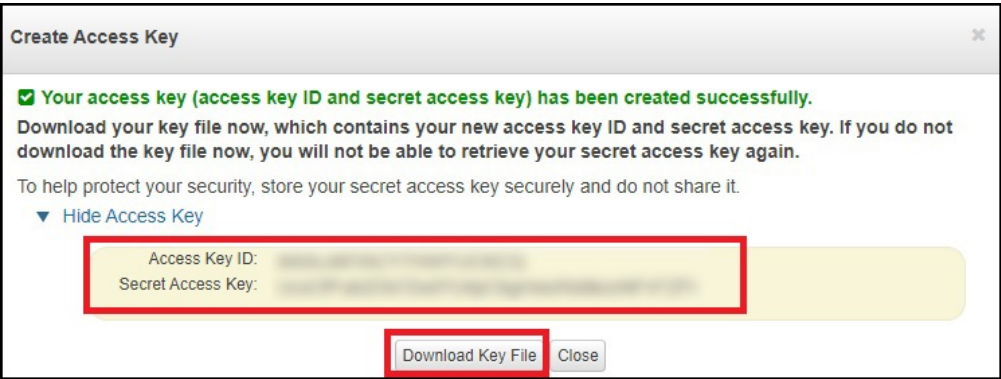 Create Access Key
Your access key (access key ID and secret access key) has been created successfully.
Download your key file now, which contains your new access key ID and secret access key. If you do not
download the key file now, you will not be able to retrieve your secret access key again.
To help protect your security, store your secret access key securely and do not share it.
Hide Access Key
Access Key ID:
Secret Access Key:
Download Key File Close